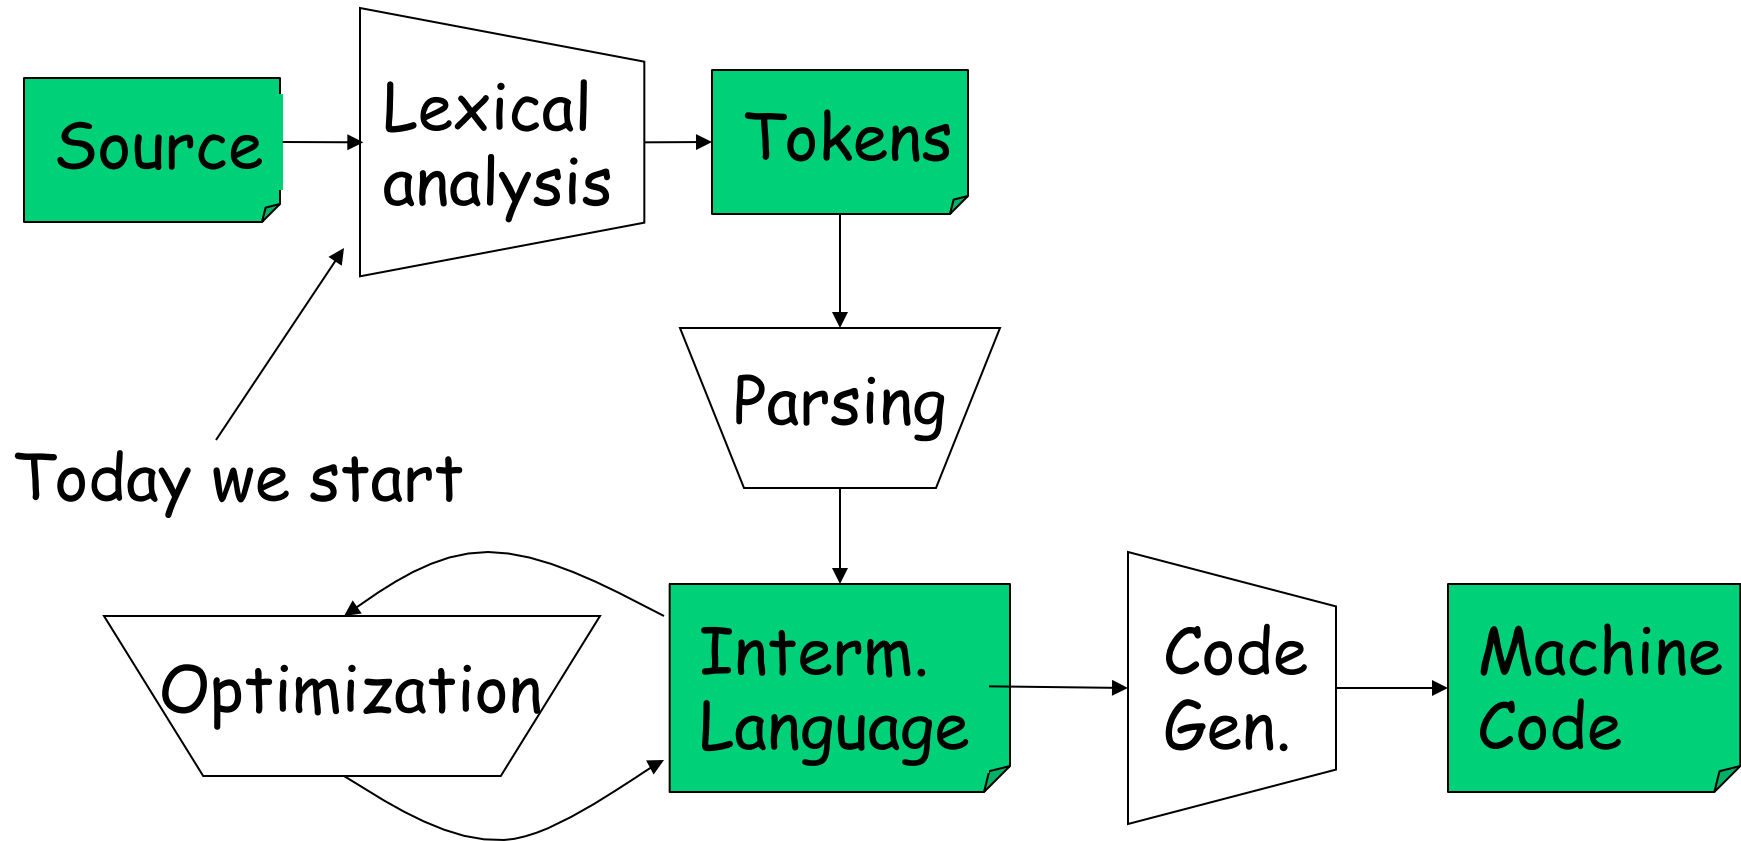 Source
Lexical
analysis
Tokens
Parsing
Today we start
Optimization
Interm.
Language
Code
Gen.
Machine
Code